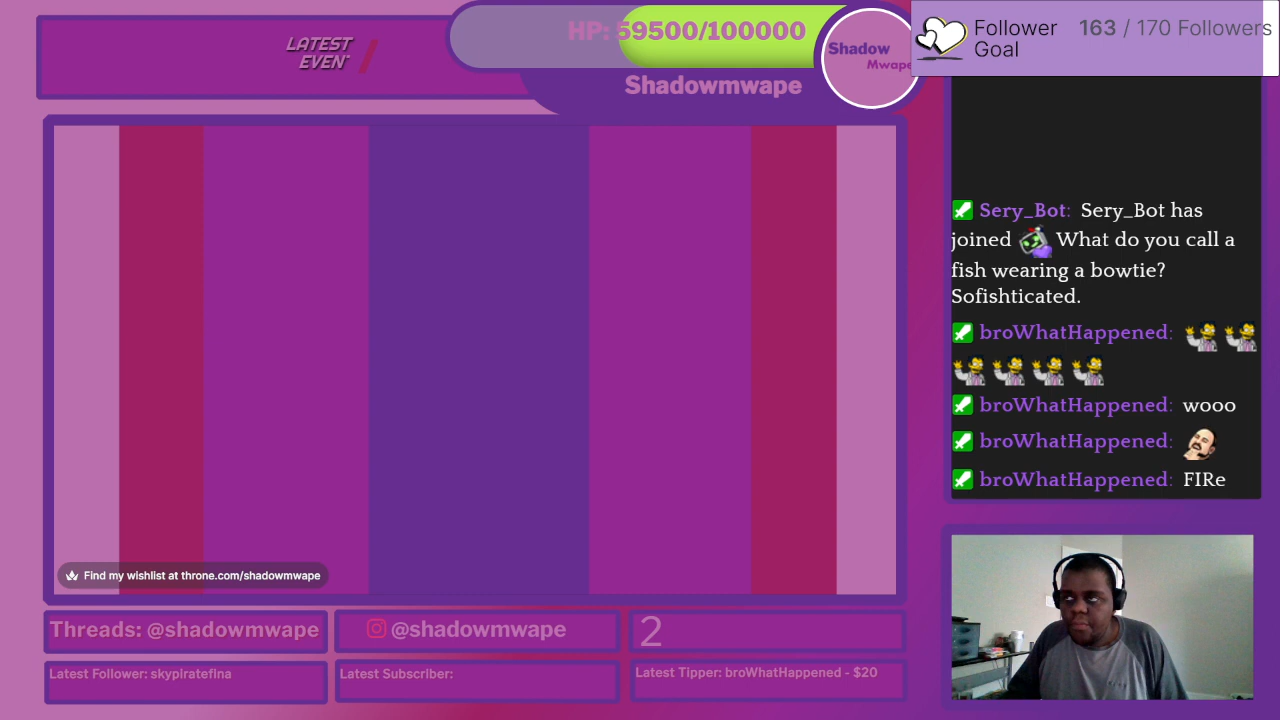 LATEST
EVEN
HP: 59500/100000
Shadowmwape
Shadow
Mwape
Follower
Goal
163 / 170 Followers
Sery_Bot: Sery_Bot has
joined What do you call a
fish wearing a bowtie?
Sofishticated.
broWhatHappened:
broWhatHappened: wooo
broWhatHappened:
broWhatHappened: FIRe
Find my wishlist at throne.com/shadowmwape
Threads: @shadowmwape
@shadowmwape
2
Latest Follower: skypiratefina
Latest Subscriber:
Latest Tipper: broWhatHappened - $20